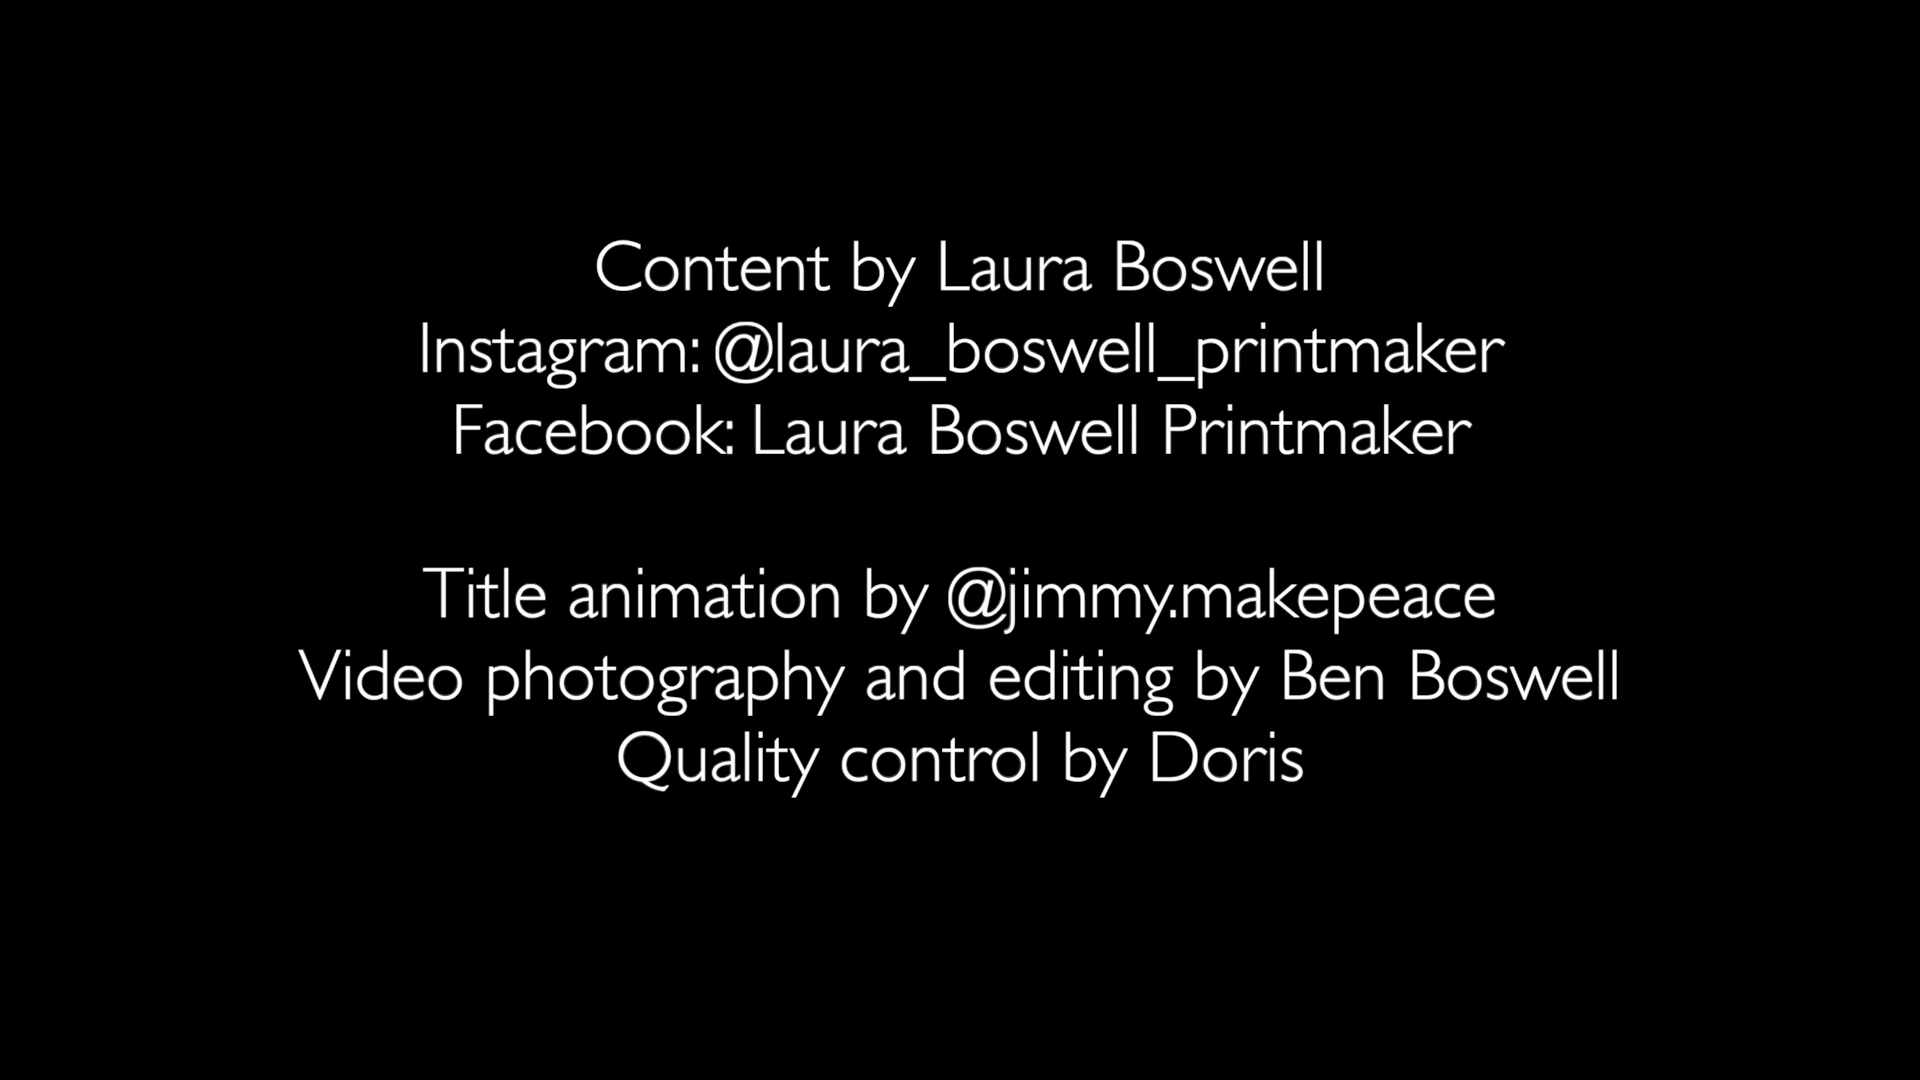 Content by Laura Boswell
Instagram: @laura_boswell_printmaker
Facebook: Laura Boswell Printmaker
Title animation by @jimmy.makepeace
Video photography and editing by Ben Boswell
Quality control by Doris